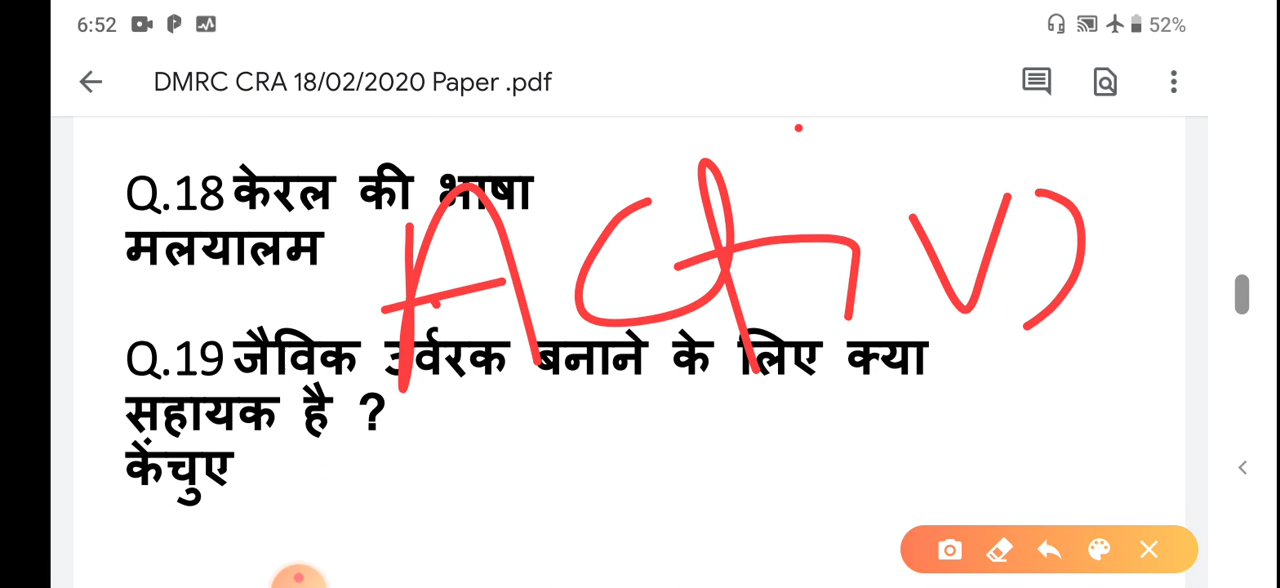 6:52 52%
DMRC CRA 18/02/2020 Paper .pdf
Q.18 केरल की भाषा
मलयालम
Activ
Q.19 जैविक उर्वरक बनाने के लिए क्या
सहायक है ?
केंचुए